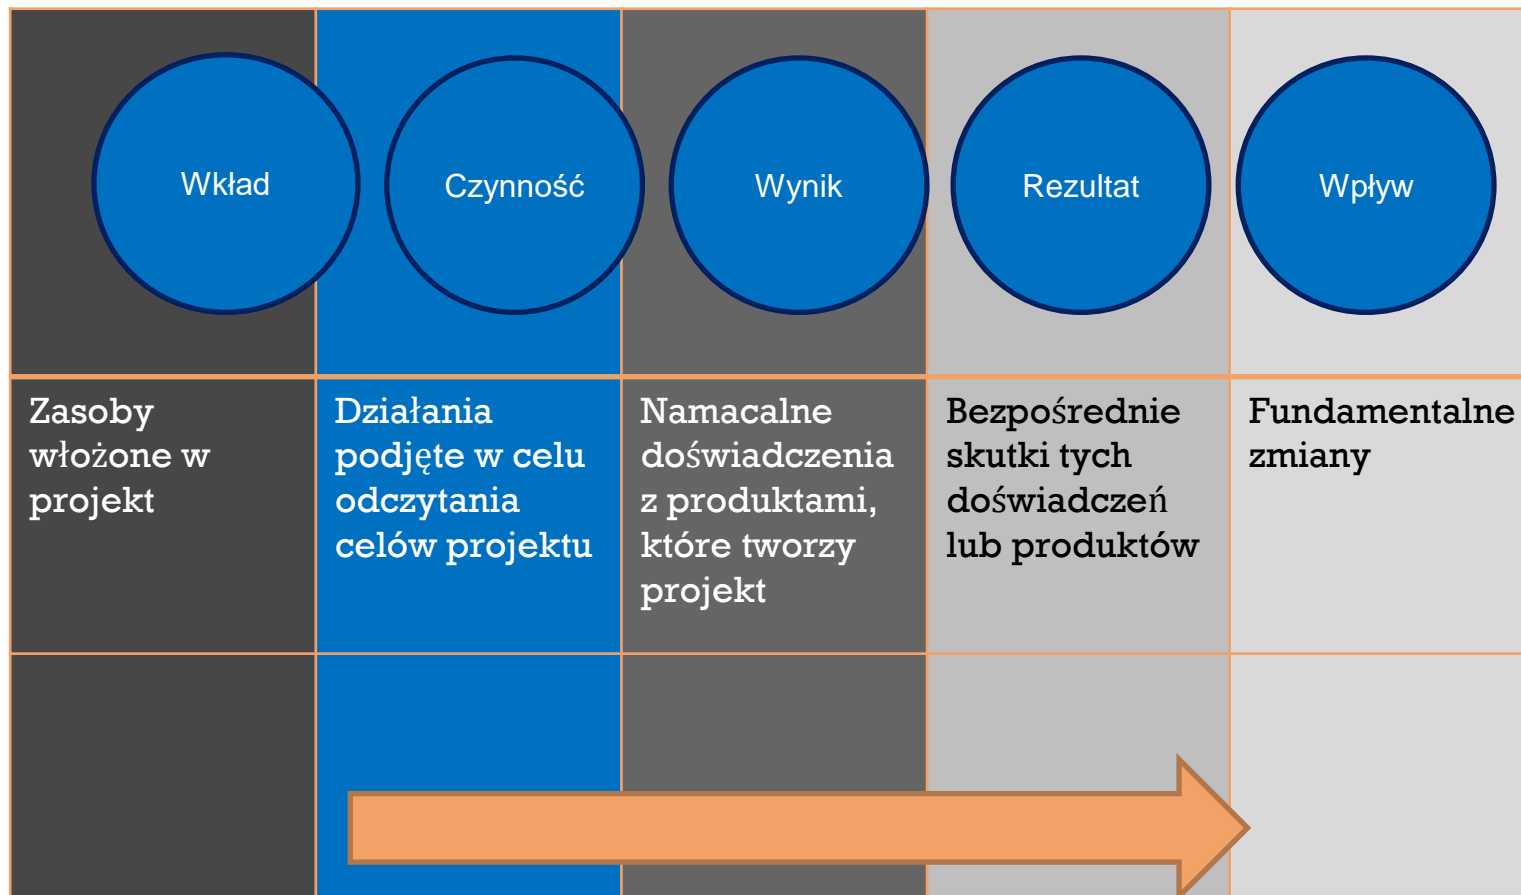 Wkład
Czynność
Wynik
Rezultat
Wpływ
Zasoby
włożone w
projekt
Działania
podjęte w celu
odczytania
celów projektu
Namacalne
doświadczenia
z produktami,
które tworzy
projekt
Bezpośrednie
skutki tych
doświadczeń
lub produktów
Fundamentalne
zmiany